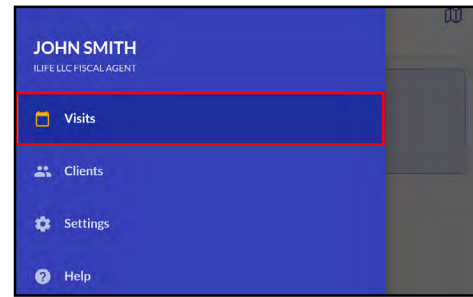 JOHN SMITH
ILIFE LLC FISCAL AGENT
Visits
Clients
Settings
Help